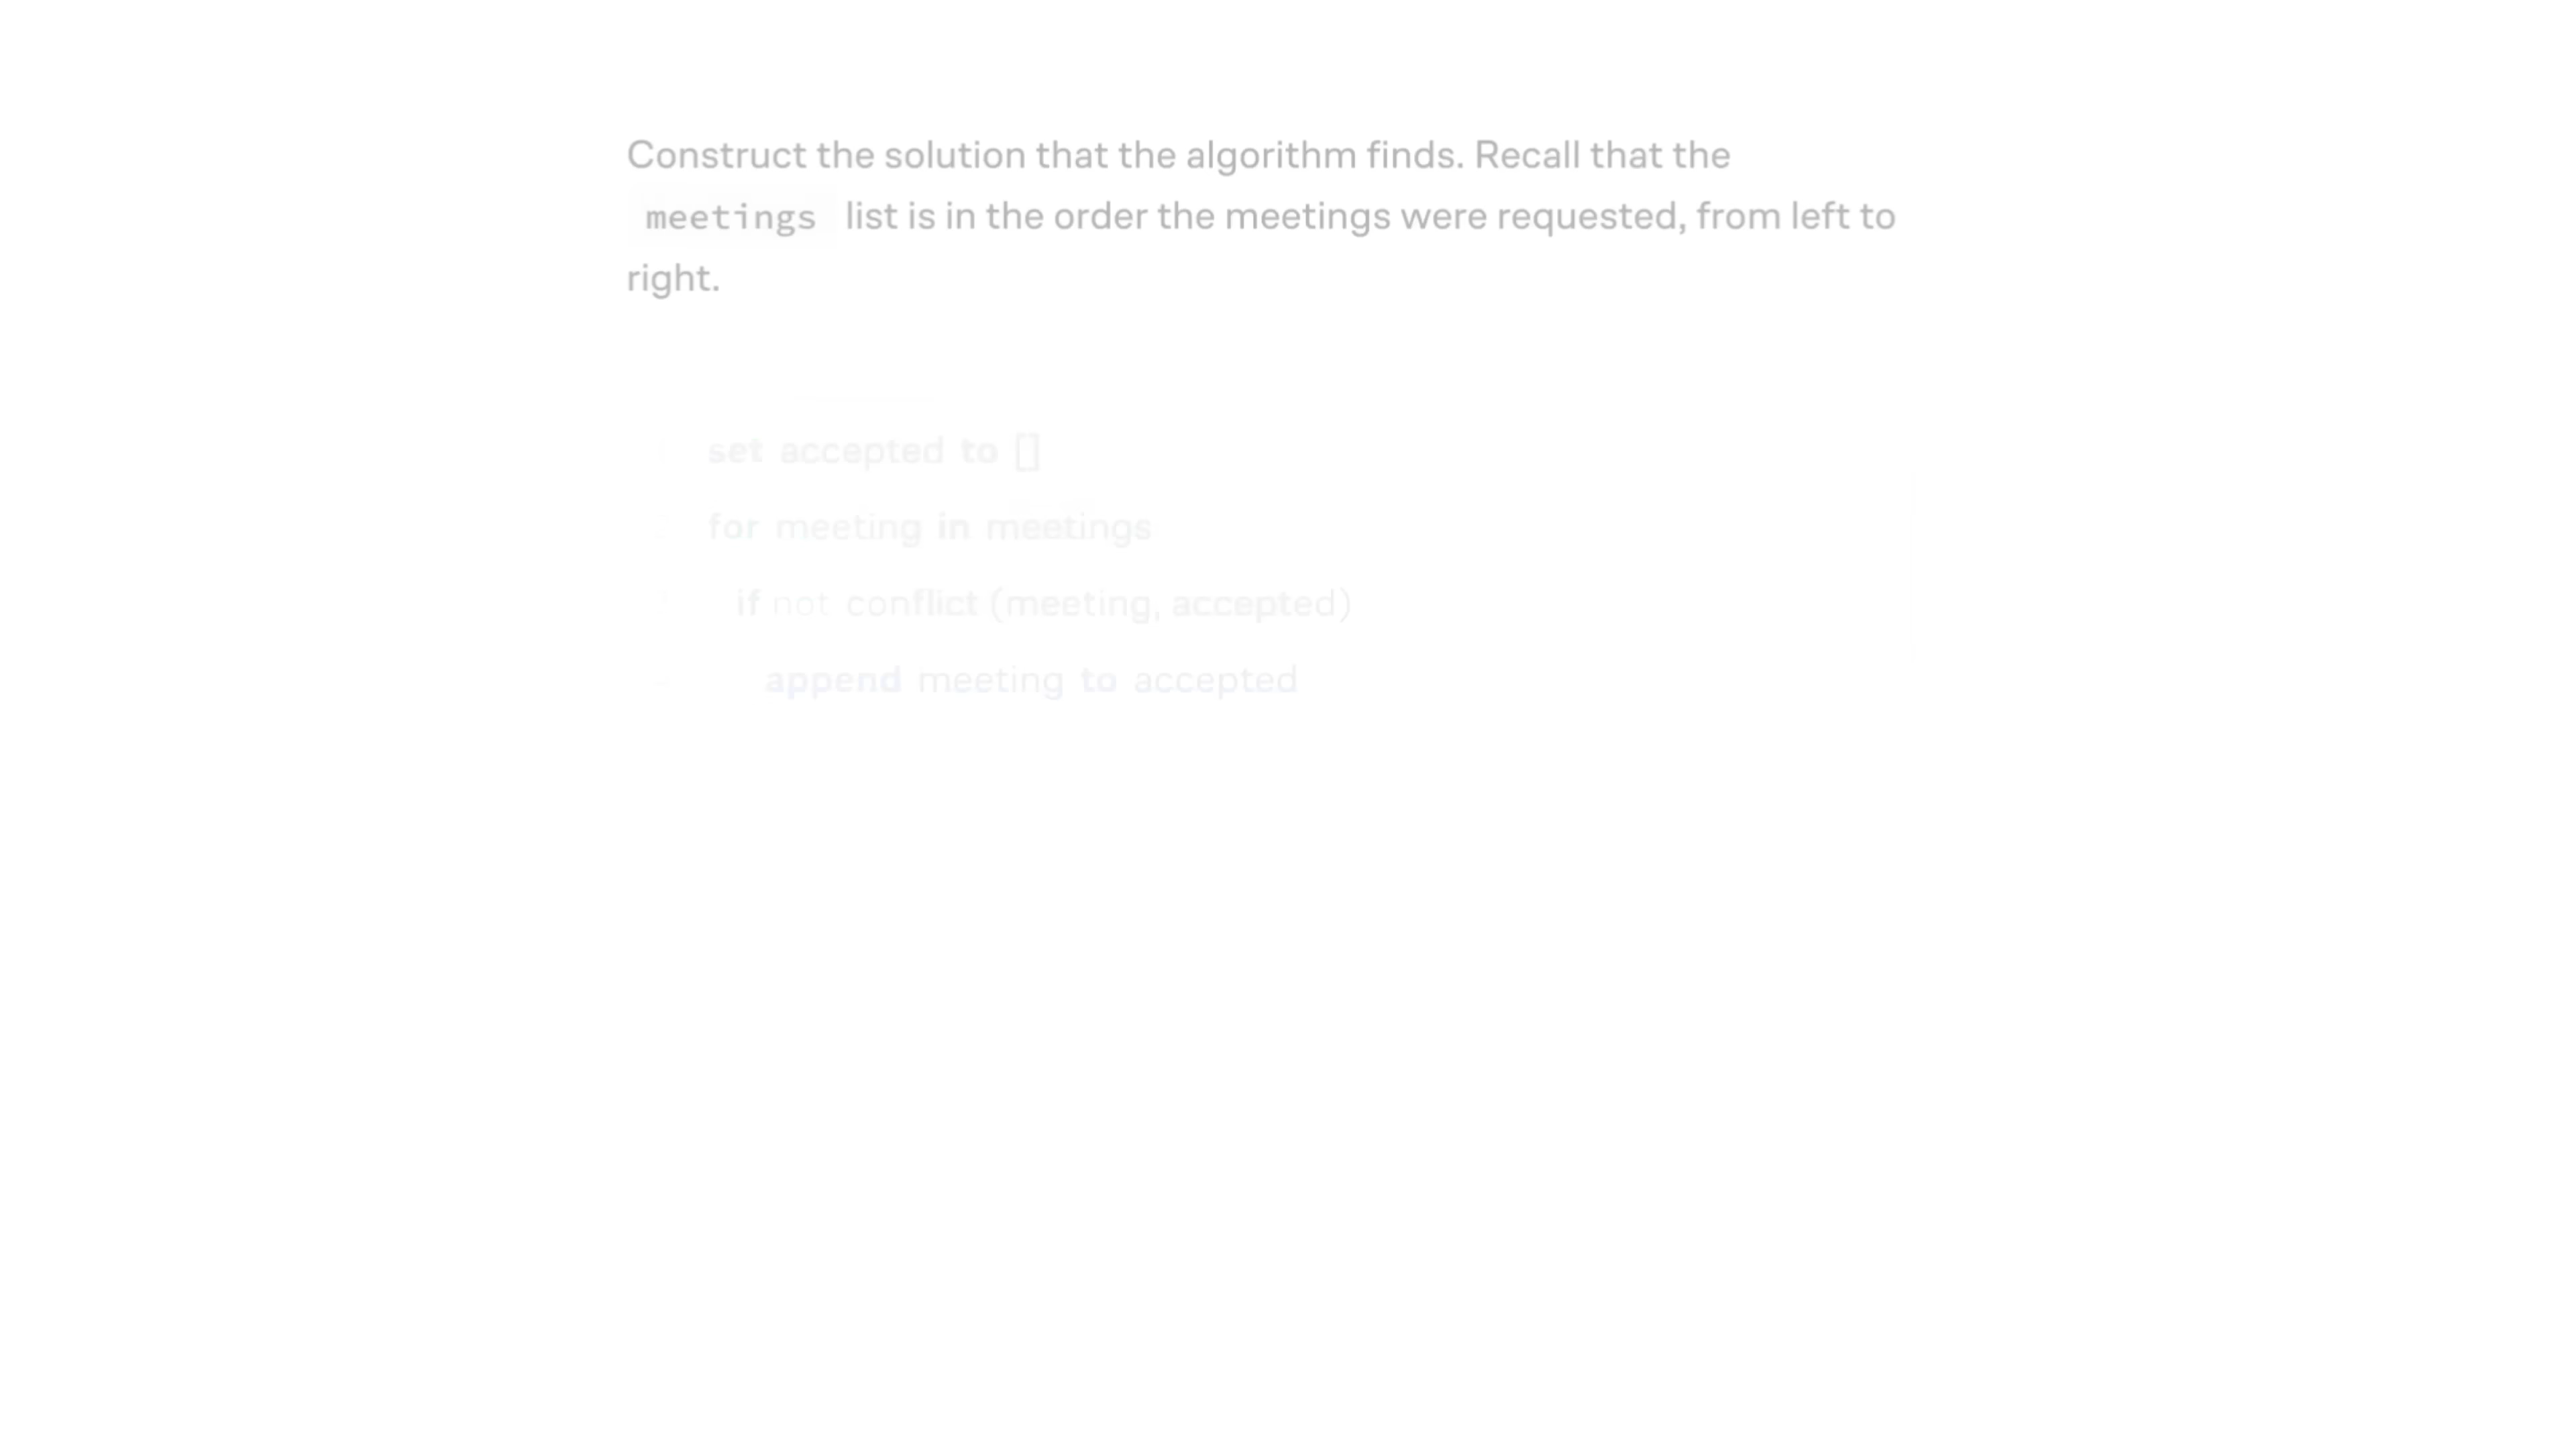 Construct the solution that the algorithm finds. Recall that the
meetings list is in the order the meetings were requested, from left to
right.
set accepted to []
for meeting in meetings
if not conflict (meeting, accepted)
append meeting to accepted